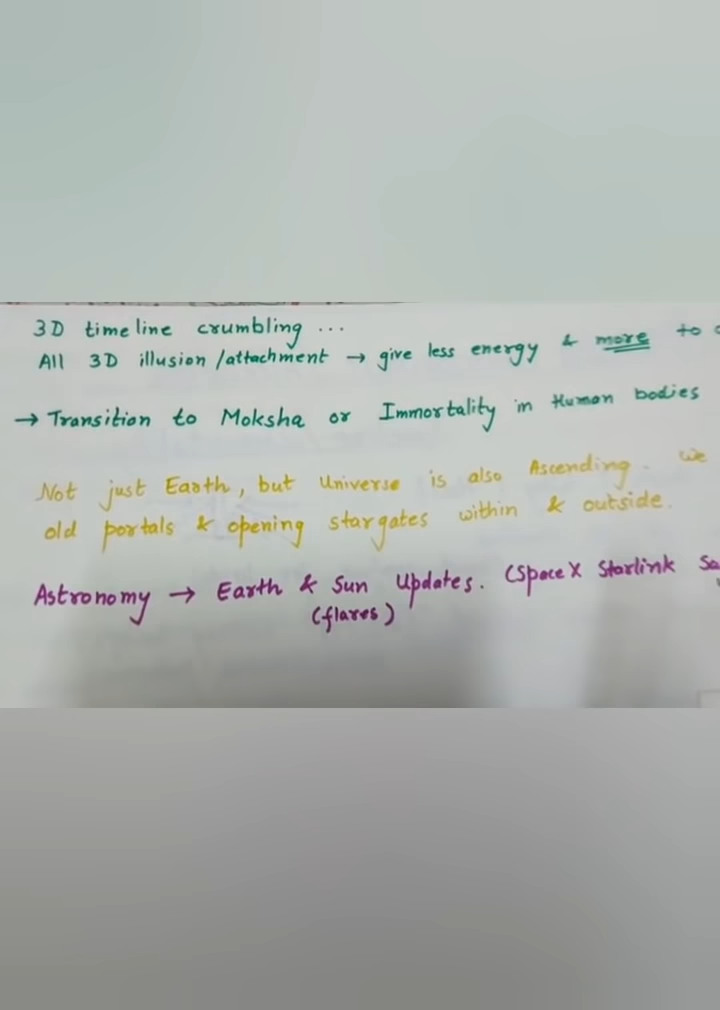 3D timeline crumbling ...
All 3D illusion/attachment → give less energy & more to
→ Transition to Moksha or Immortality in Human bodies
Not just Earth, but Universe is also Ascending. We
old portals & opening stargates within & outside.
Astronomy → Earth & Sun Updates. (SpaceX Starlink
(flares)